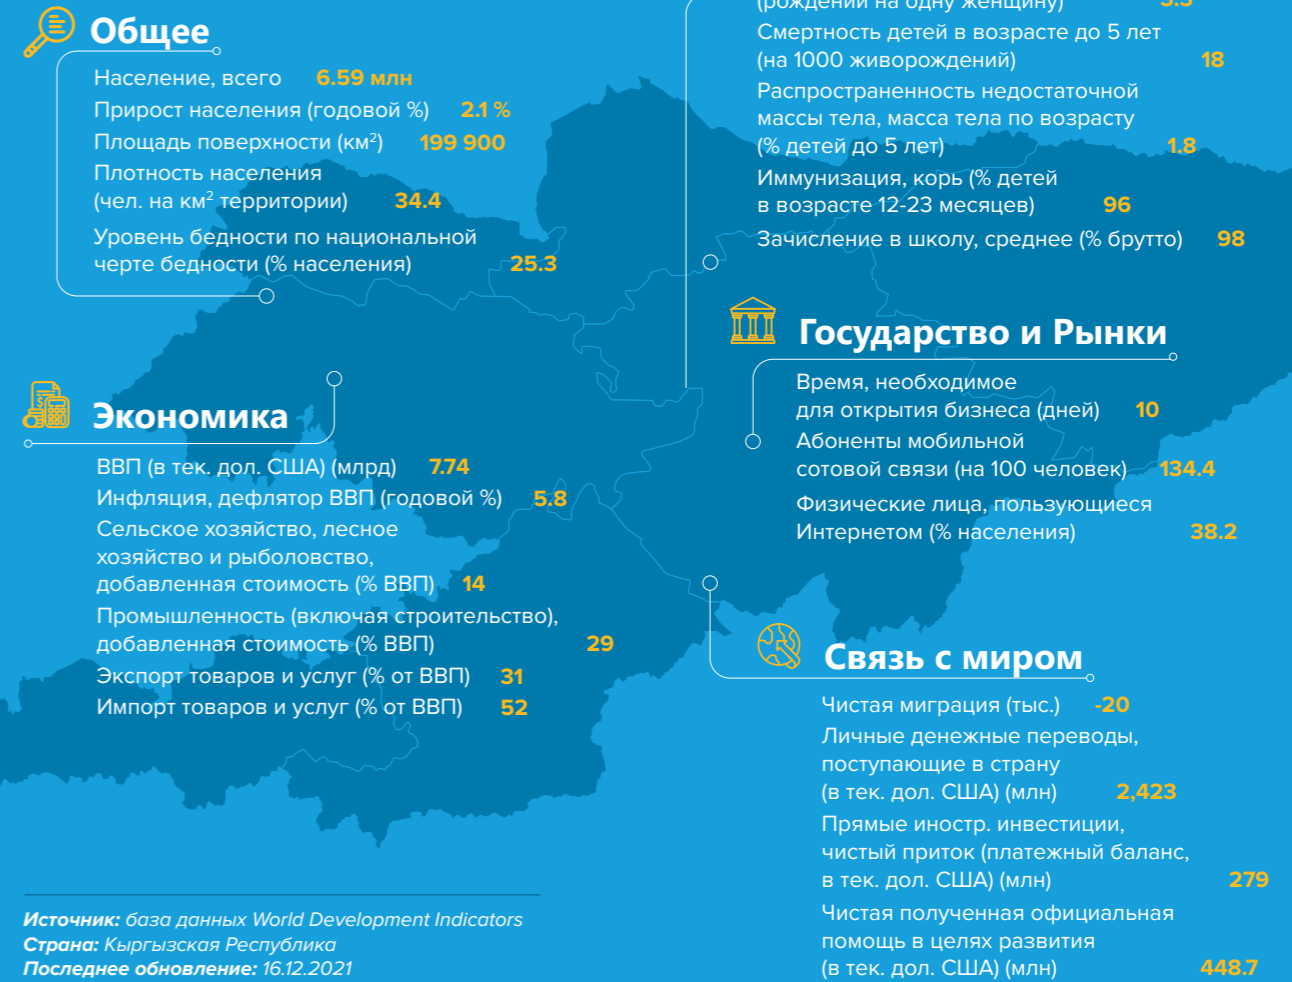 Общее
Население, всего 6.59 млн
Прирост населения (годовой %) 2.1 %
Площадь поверхности (км²) 199 900
Плотность населения
(чел. на км² территории) 34.4
Уровень бедности по национальной
черте бедности (% населения) 25.3
Экономика
ВВП (в тек. дол. США) (млрд) 7.74
Инфляция, дефлятор ВВП (годовой %) 5.8
Сельское хозяйство, лесное
хозяйство и рыболовство,
добавленная стоимость (% ВВП) 14
Промышленность (включая строительство),
добавленная стоимость (% ВВП) 29
Экспорт товаров и услуг (% от ВВП) 31
Импорт товаров и услуг (% от ВВП) 52
Источник: база данных World Development Indicators
Страна: Кыргызская Республика
Последнее обновление: 16.12.2021
(рождений на одну женщину)
Смертность детей в возрасте до 5 лет
(на 1000 живорождений) 18
Распространенность недостаточной
массы тела, масса тела по возрасту
(% детей до 5 лет) 1.8
Иммунизация, корь (% детей
в возрасте 12-23 месяцев) 96
Зачисление в школу, среднее (% брутто) 98
Государство и Рынки
Время, необходимое
для открытия бизнеса (дней) 10
Абоненты мобильной
сотовой связи (на 100 человек) 134.4
Физические лица, пользующиеся
Интернетом (% населения) 38.2
Связь с миром
Чистая миграция (тыс.) -20
Личные денежные переводы,
поступающие в страну
(в тек. дол. США) (млн) 2,423
Прямые иностр. инвестиции,
чистый приток (платежный баланс,
в тек. дол. США) (млн) 279
Чистая полученная официальная
помощь в целях развития
(в тек. дол. США) (млн) 448.7